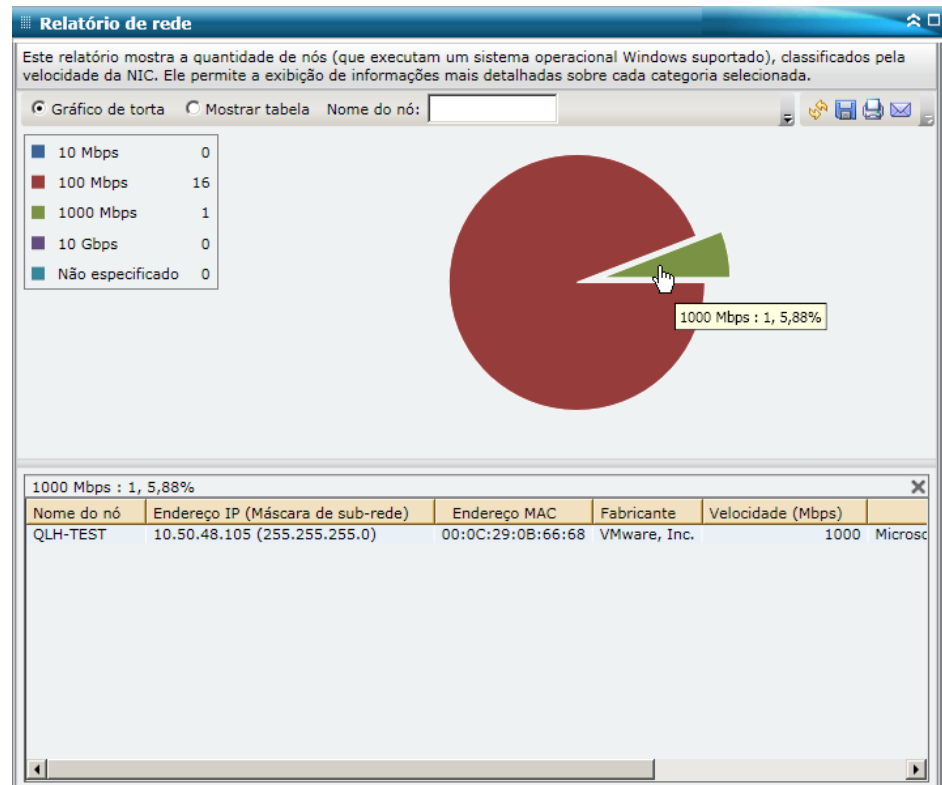 Relatório de rede
Este relatório mostra a quantidade de nós (que executam um sistema operacional Windows suportado), classificados pela
velocidade da NIC. Ele permite a exibição de informações mais detalhadas sobre cada categoria selecionada.
Gráfico de torta Mostrar tabela Nome do nó:
10 Mbps 0
100 Mbps 16
1000 Mbps 1
10 Gbps 0
Não especificado 0
1000 Mbps : 1, 5,88%
1000 Mbps : 1, 5,88%
Nome do nó Endereço IP (Máscara de sub-rede) Endereço MAC Fabricante Velocidade (Mbps)
QLH-TEST 10.50.48.105 (255.255.255.0) 00:0C:29:0B:66:68 VMware, Inc. 1000 Microsc